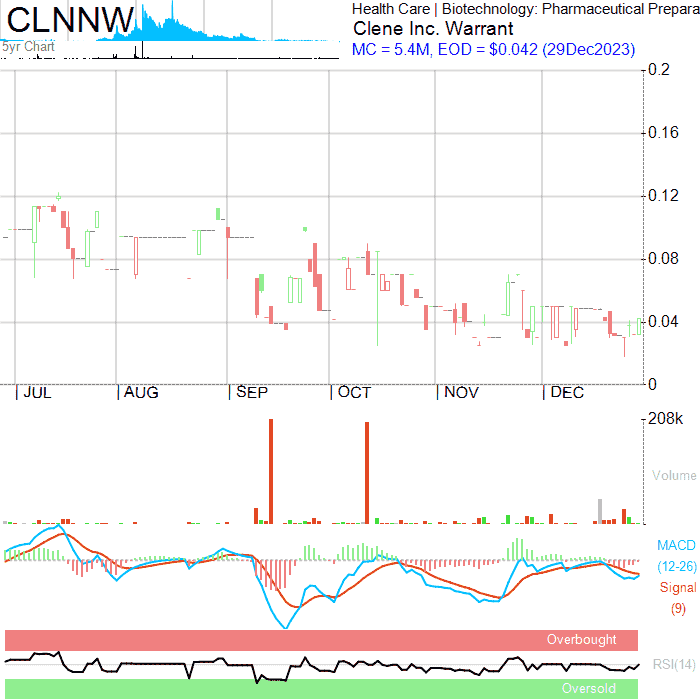 CLNNW
5yr Chart
Health Care | Biotechnology: Pharmaceutical Prepara
Clene Inc. Warrant
MC = 5.4M, EOD = $0.042 (29Dec2023)
0.2
0.16
0.12
0.08
0.04
0
| JUL | AUG | SEP | OCT | NOV | DEC
208k
Volume
MACD
(12-26)
Signal
(9)
Overbought
RSI(14)
Oversold